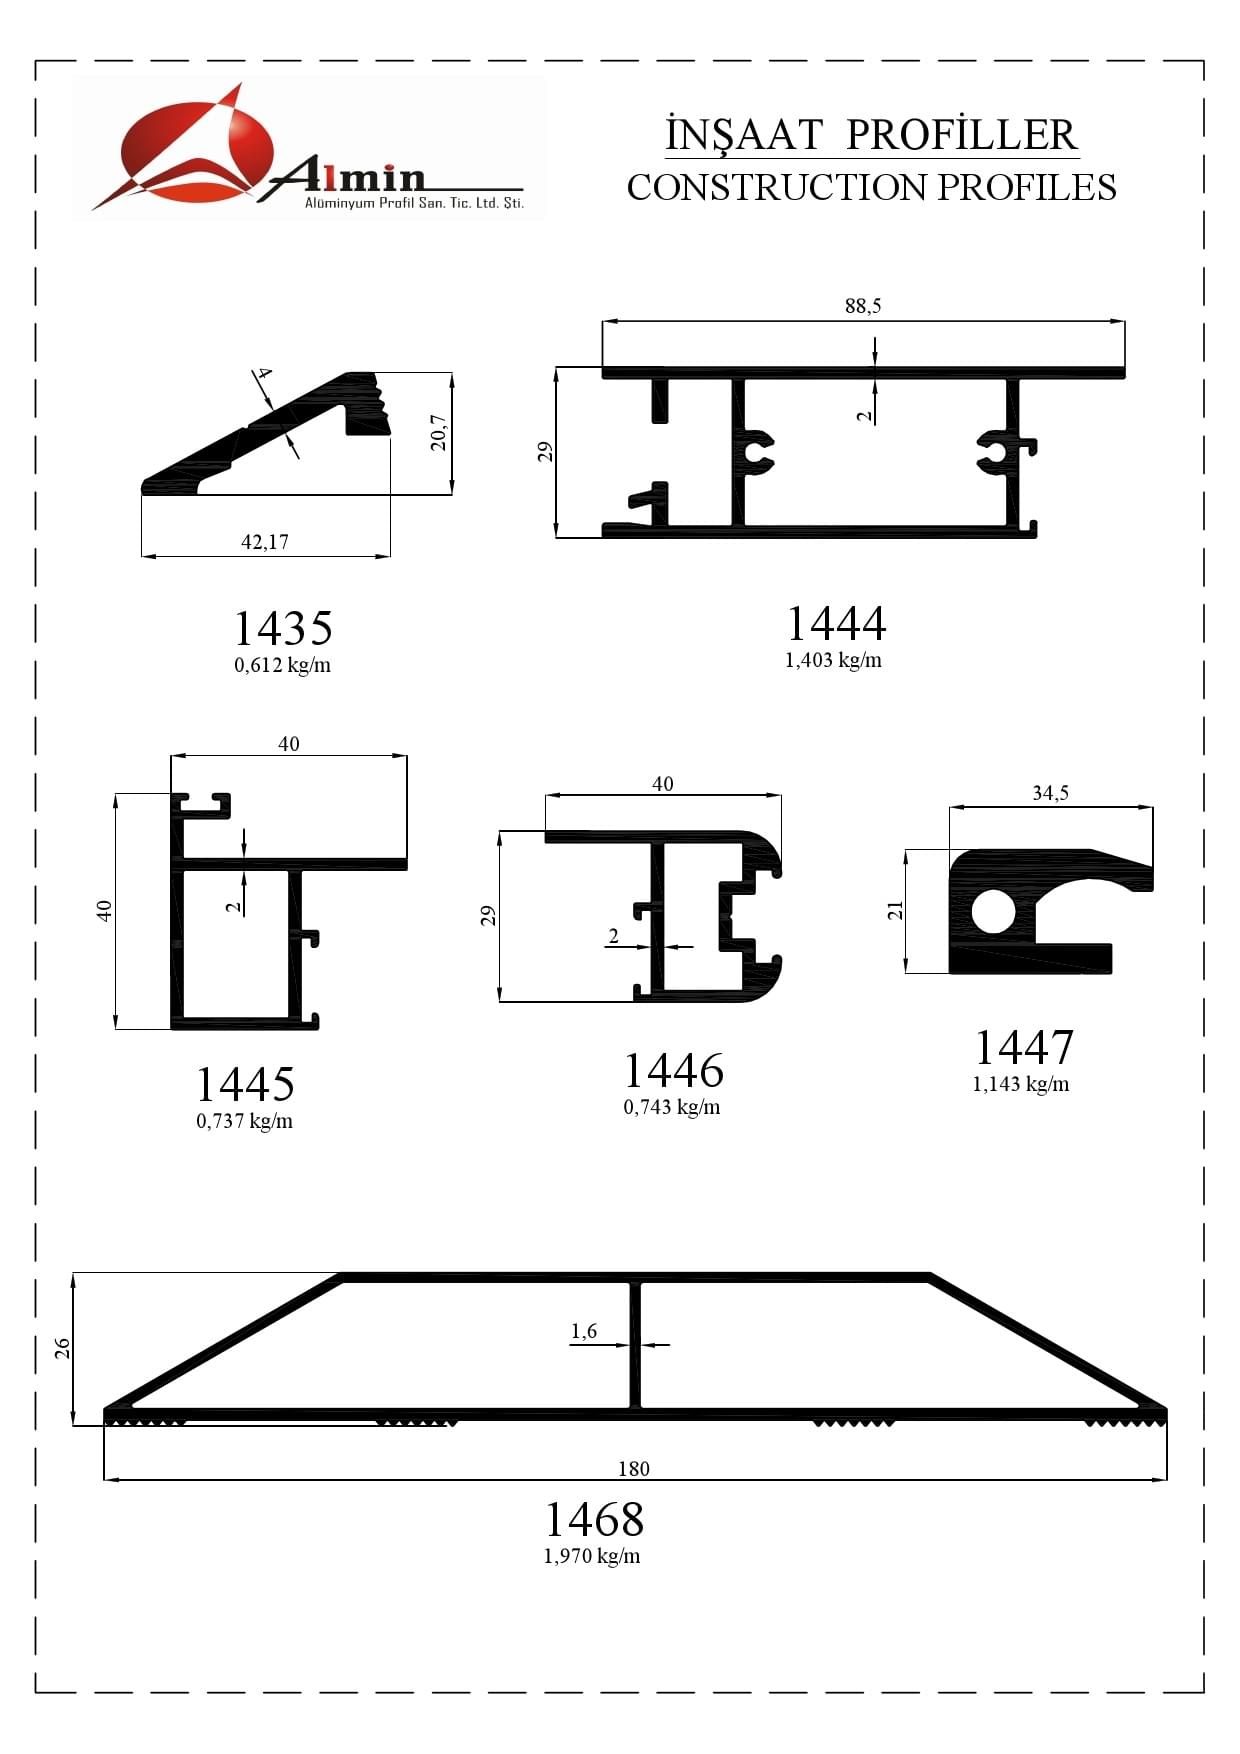 Almin
Alüminyum Profil San. Tic. Ltd. Şti.
İNŞAAT PROFİLLER
CONSTRUCTION PROFILES
4
20,7
42,17
1435
0,612 kg/m
88,5
29
2
1444
1,403 kg/m
40
40
2
1445
0,737 kg/m
40
29
2
1446
0,743 kg/m
34,5
21
1447
1,143 kg/m
26
1,6
180
1468
1,970 kg/m